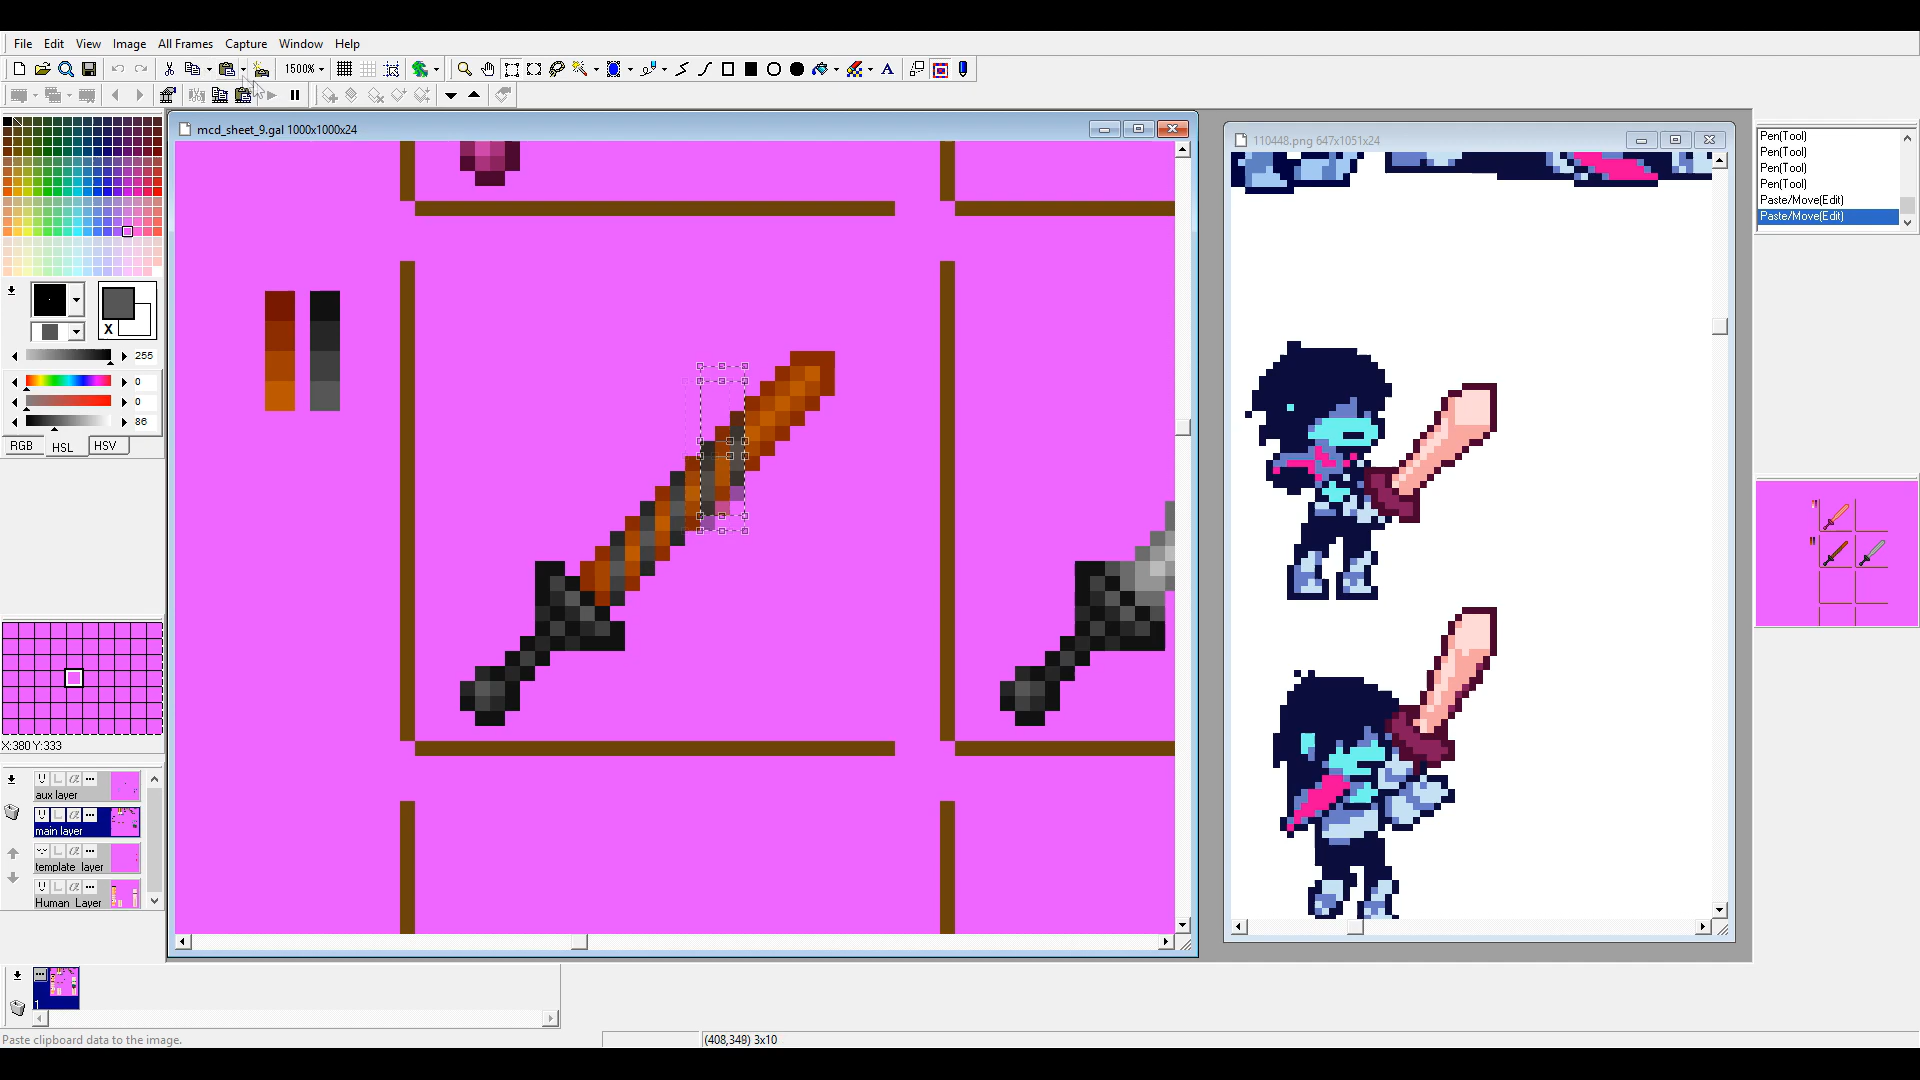 File Edit View Image All Frames Capture Window Help
1500%
mcd_sheet_9.gal 1000x1000x24
110448.png 647x1051x24
Pen(Tool)
Pen(Tool)
Pen(Tool)
Pen(Tool)
Paste/Move(Edit)
Paste/Move(Edit)
X
255
0
0
86
RGB HSL HSV
X:380 Y:333
aux layer
main layer
template layer
Human Layer
1
Paste clipboard data to the image.
(408,349) 3x10